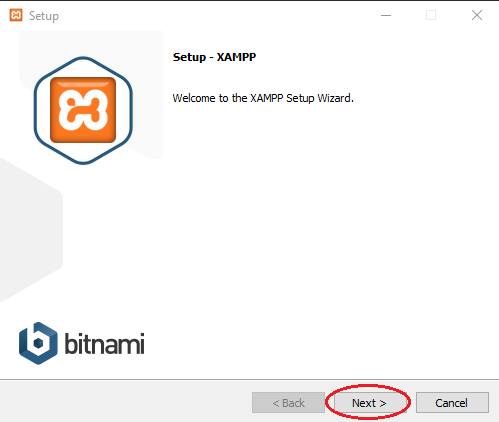 Setup
Setup - XAMPP
Welcome to the XAMPP Setup Wizard.
bitnami
< Back
Next >
Cancel